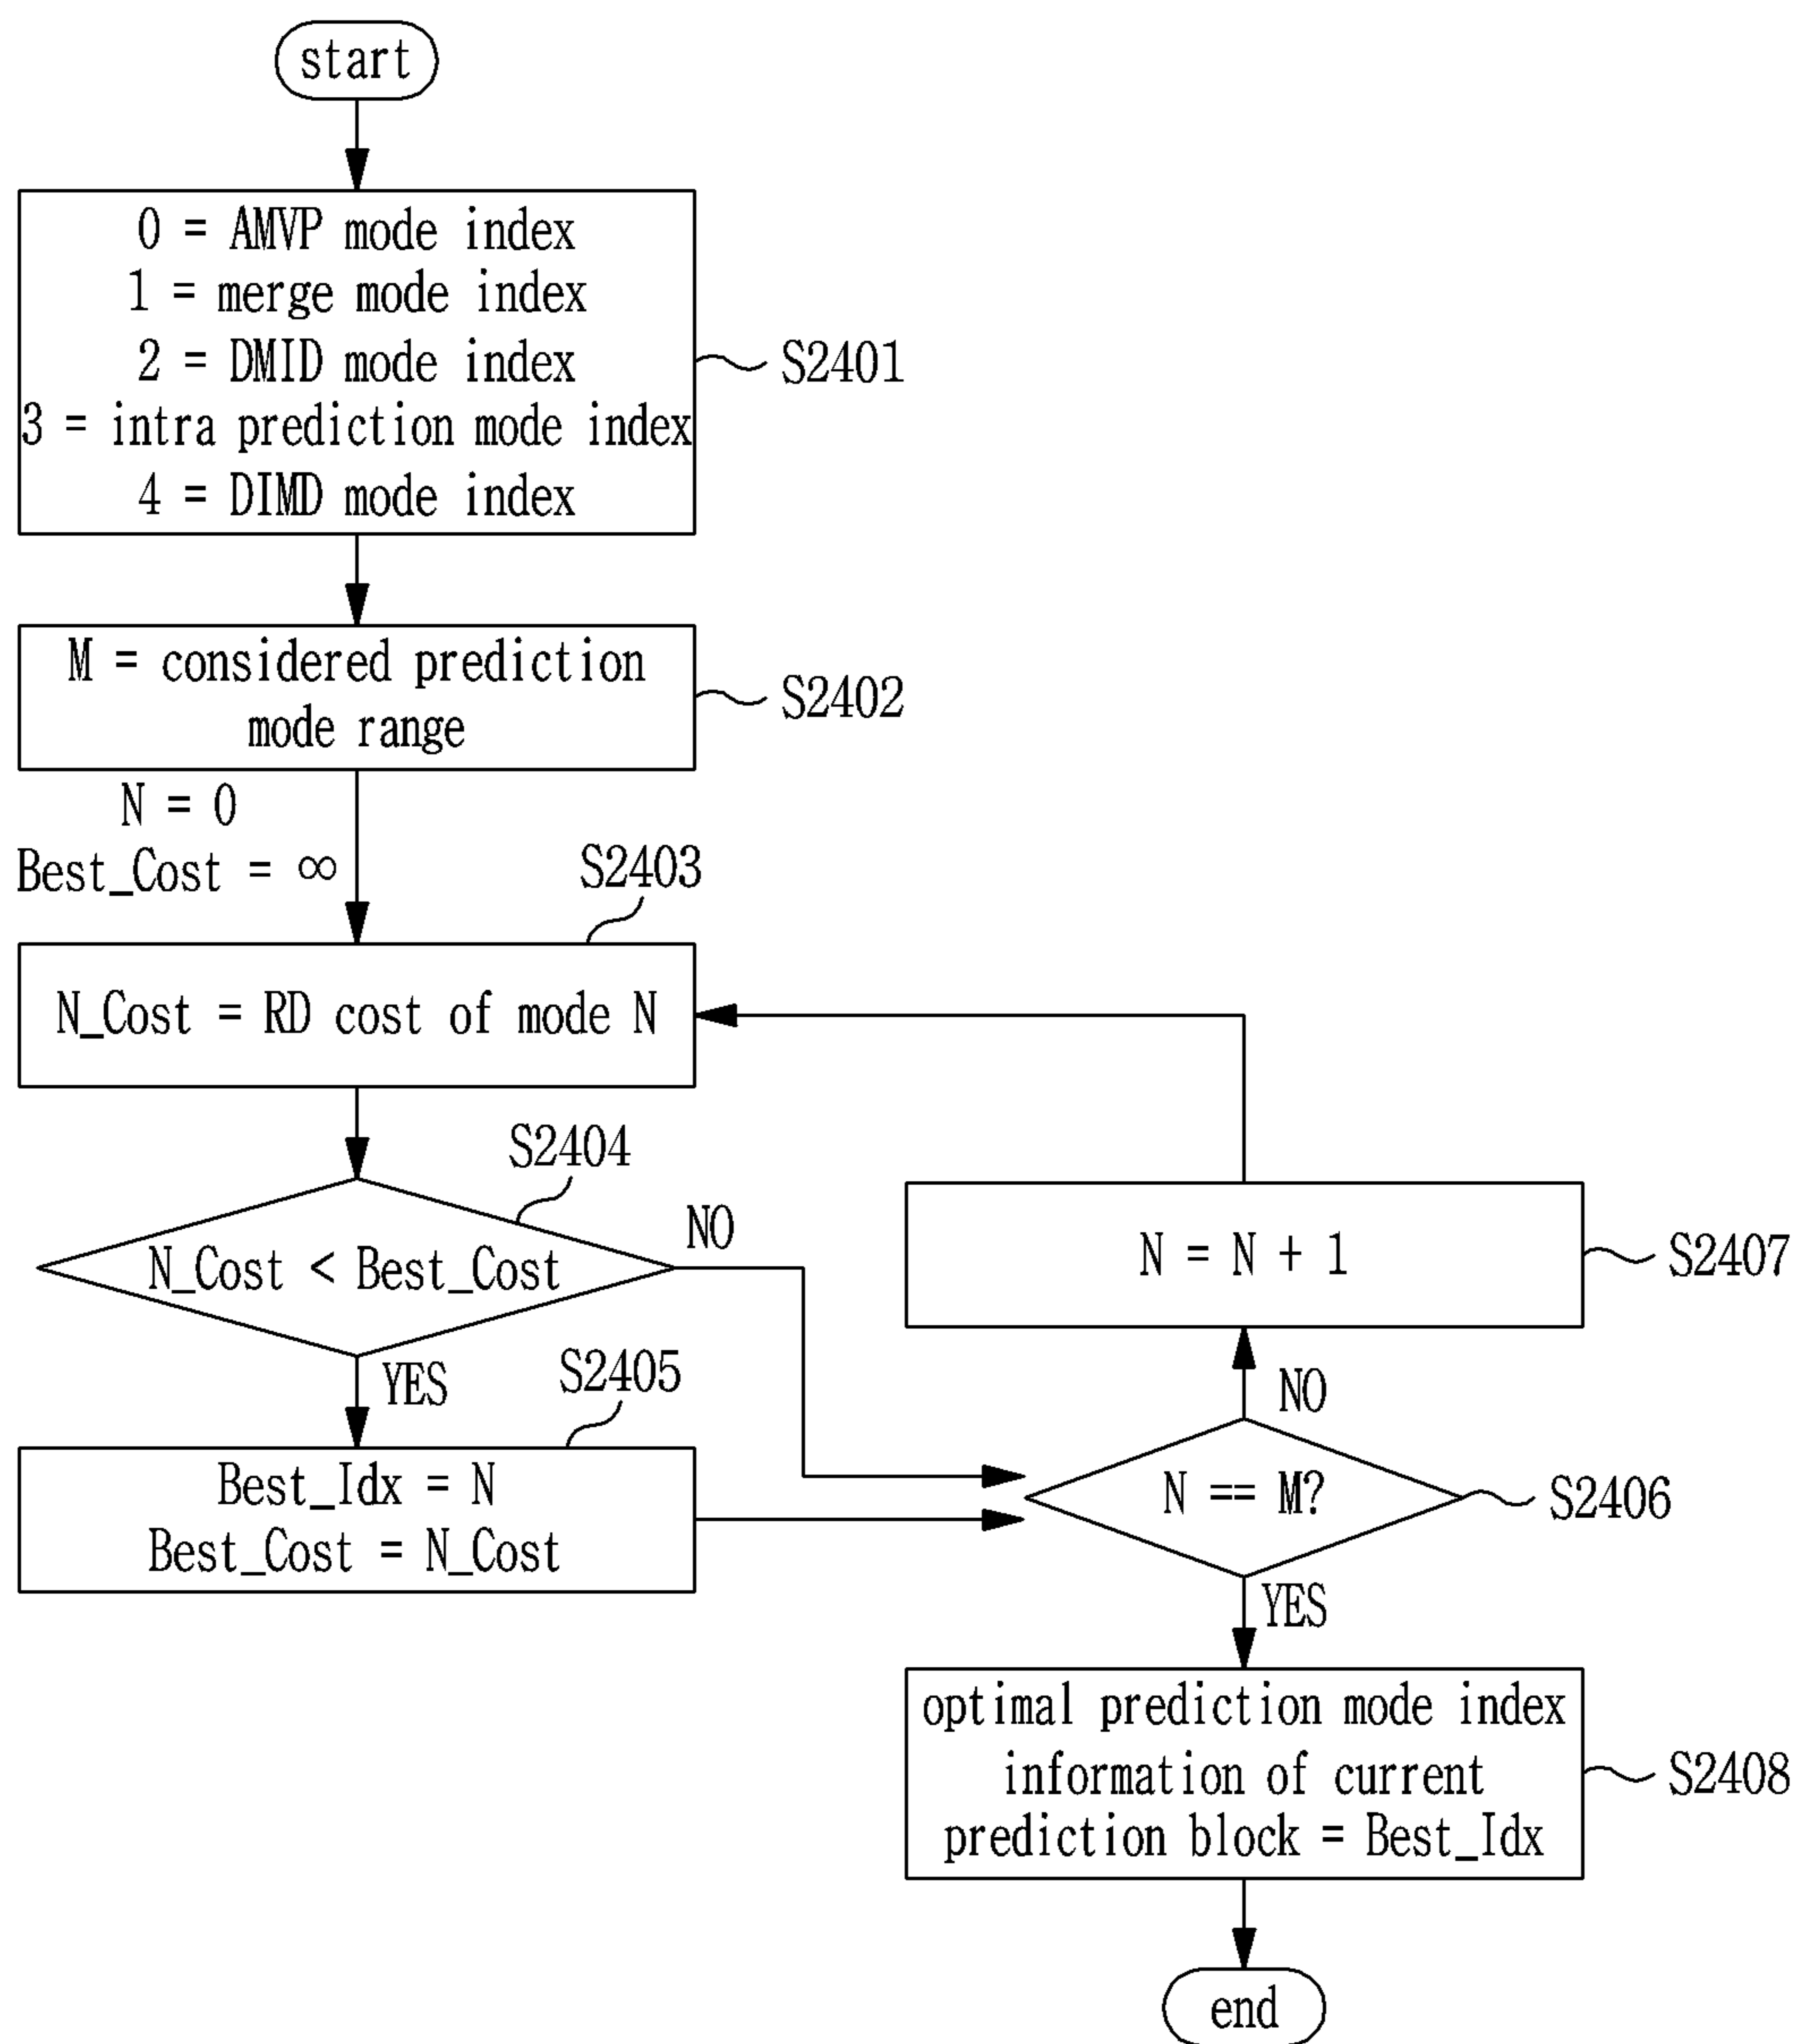 start
0 = AMVP mode index
1 = merge mode index
2 = DMID mode index
3 = intra prediction mode index
4 = DIMD mode index
S2401
M = considered prediction
mode range
S2402
N = 0
Best_Cost = ∞
S2403
N_Cost = RD cost of mode N
S2404
N_Cost < Best_Cost
NO
YES
S2405
Best_Idx = N
Best_Cost = N_Cost
N = N + 1
S2407
NO
N == M?
S2406
YES
optimal prediction mode index
information of current
prediction block = Best_Idx
S2408
end